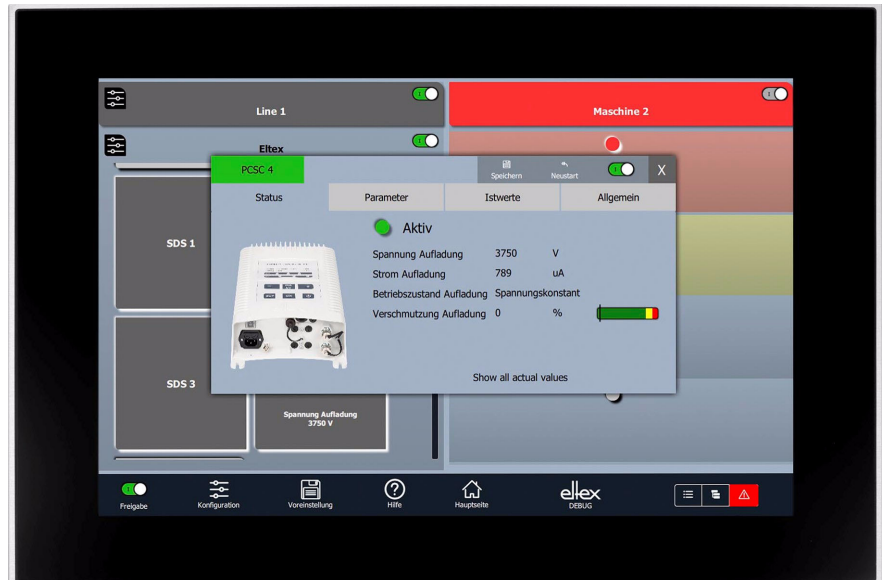 Line 1
Maschine 2
Eltex
PCSC 4
Speichern
Neustart
X
Status
Parameter
Istwerte
Allgemein
Aktiv
Spannung Aufladung 3750 V
Strom Aufladung 789 uA
Betriebszustand Aufladung Spannungskonstant
Verschmutzung Aufladung 0 %
Show all actual values
SDS 1
SDS 3
Spannung Aufladung
3750 V
Freigabe
Konfiguration
Voreinstellung
Hilfe
Hauptseite
eltex
DEBUG